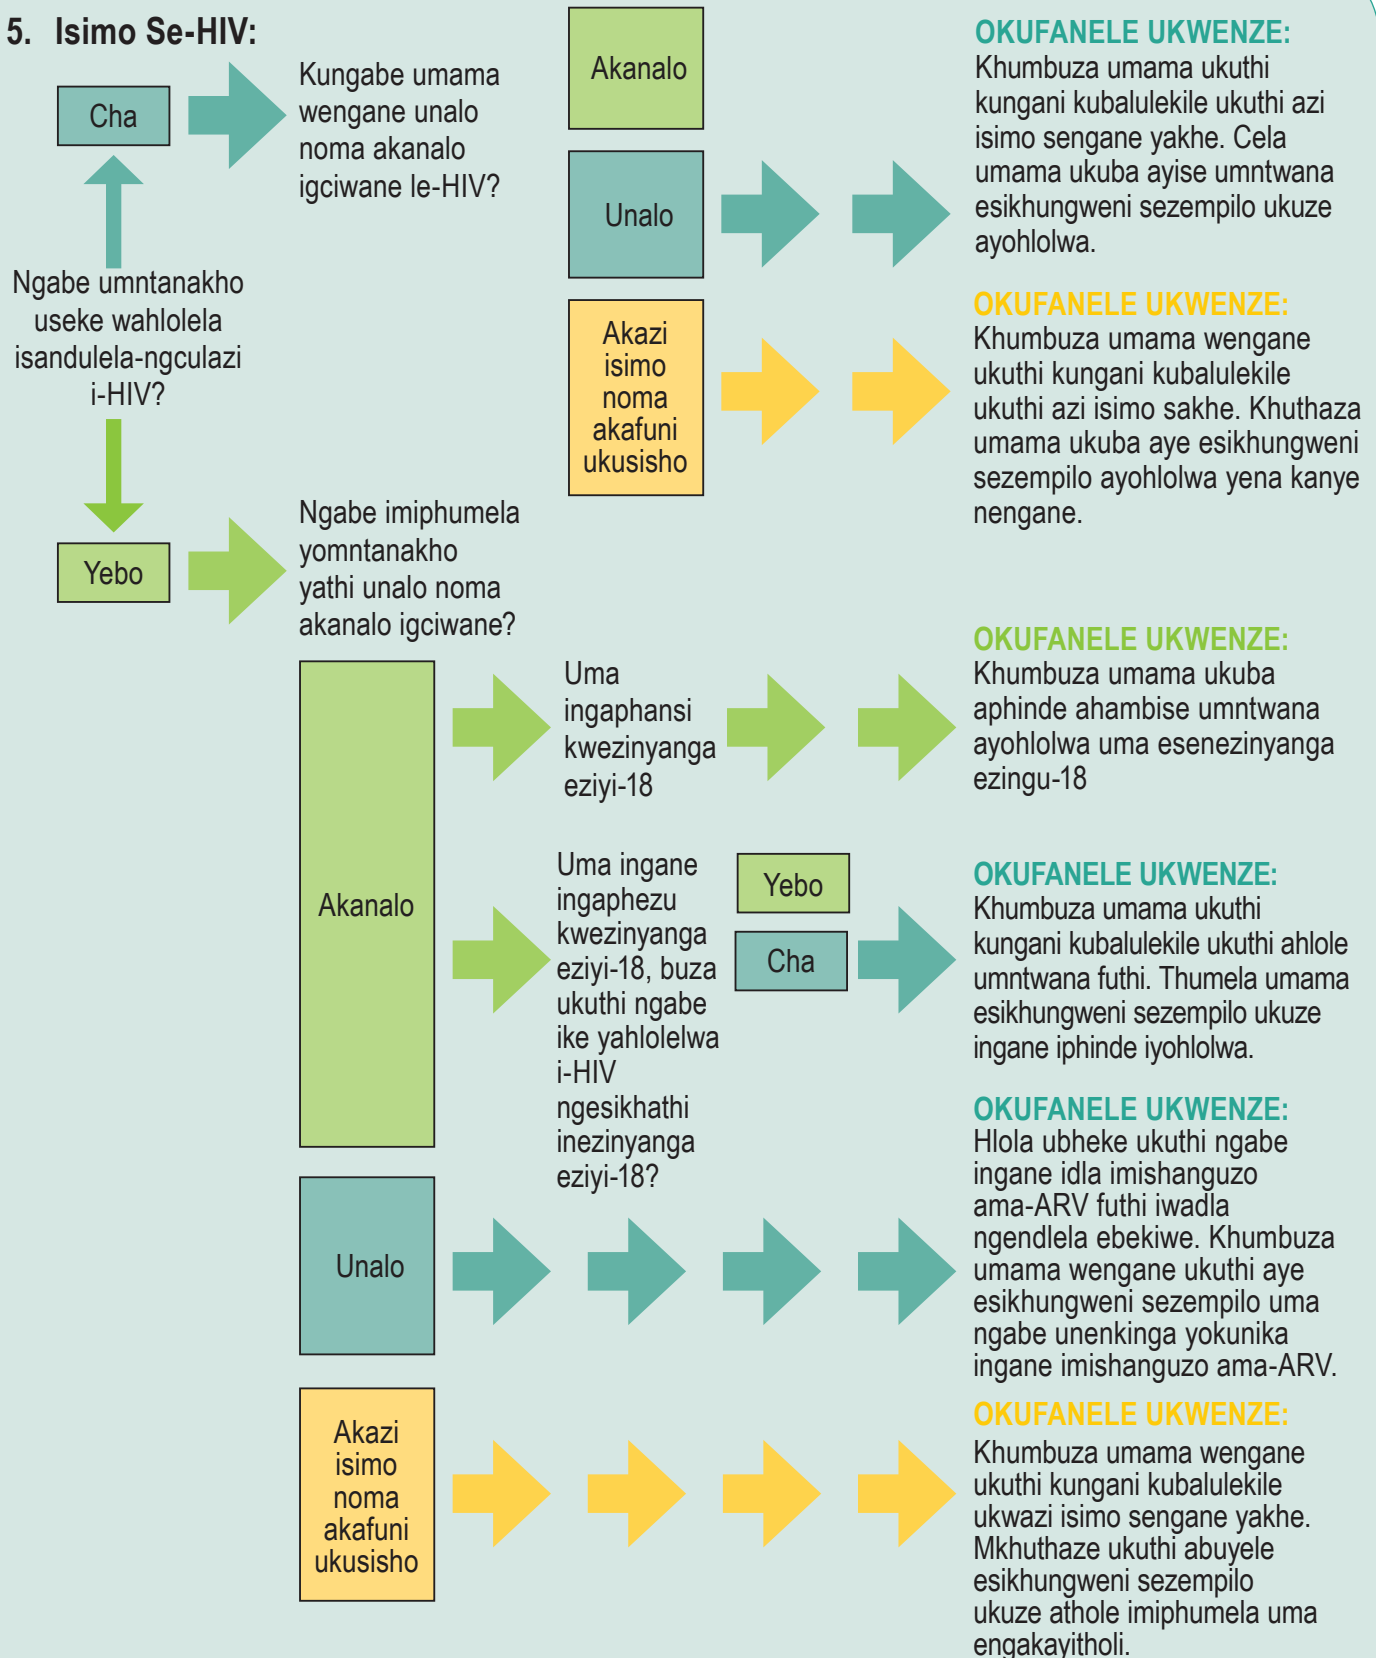 5. Isimo Se-HIV:
Cha
Kungabe umama
wengane unalo
noma akanalo
igciwane le-HIV?
Akanalo
Unalo
OKUFANELE UKWENZE:
Khumbuza umama ukuthi
kungani kubalulekile ukuthi azi
isimo sengane yakhe. Cela
umama ukuba ayise umntwana
esikhungweni sezempilo ukuze
ayohlolwa.
Akazi
isimo
noma
akafuni
ukusisho
OKUFANELE UKWENZE:
Khumbuza umama wengane
ukuthi kungani kubalulekile
ukuthi azi isimo sakhe. Khuthaza
umama ukuba aye esikhungweni
sezempilo ayohlolwa yena kanye
nengane.
Ngabe umntanakho
useke wahlolela
isandulela-ngculazi
i-HIV?
Yebo
Ngabe imiphumela
yomntanakho
yathi unalo noma
akanalo igciwane?
Akanalo
Uma
ingaphansi
kwezinyanga
eziyi-18
OKUFANELE UKWENZE:
Khumbuza umama ukuba
aphinde ahambise umntwana
ayohlolwa uma esenezinyanga
ezingu-18
Uma ingane
ingaphezu
kwezinyanga
eziyi-18, buza
ukuthi ngabe
ike yahlolelwa
i-HIV
ngesikhathi
inezinyanga
eziyi-18?
Yebo
Cha
OKUFANELE UKWENZE:
Khumbuza umama ukuthi
kungani kubalulekile ukuthi ahlole
umntwana futhi. Thumela umama
esikhungweni sezempilo ukuze
ingane iphinde iyohlolwa.
Unalo
OKUFANELE UKWENZE:
Hlola ubheke ukuthi ngabe
ingane idla imishanguzo
ama-ARV futhi iwadla
ngendlela ebekiwe. Khumbuza
umama wengane ukuthi aye
esikhungweni sezempilo uma
ngabe unenkinga yokunika
ingane imishanguzo ama-ARV.
Akazi
isimo
noma
akafuni
ukusisho
OKUFANELE UKWENZE:
Khumbuza umama wengane
ukuthi kungani kubalulekile
ukwazi isimo sengane yakhe.
Mkhuthaze ukuthi abuyele
esikhungweni sezempilo
ukuze athole imiphumela uma
engakayitholi.